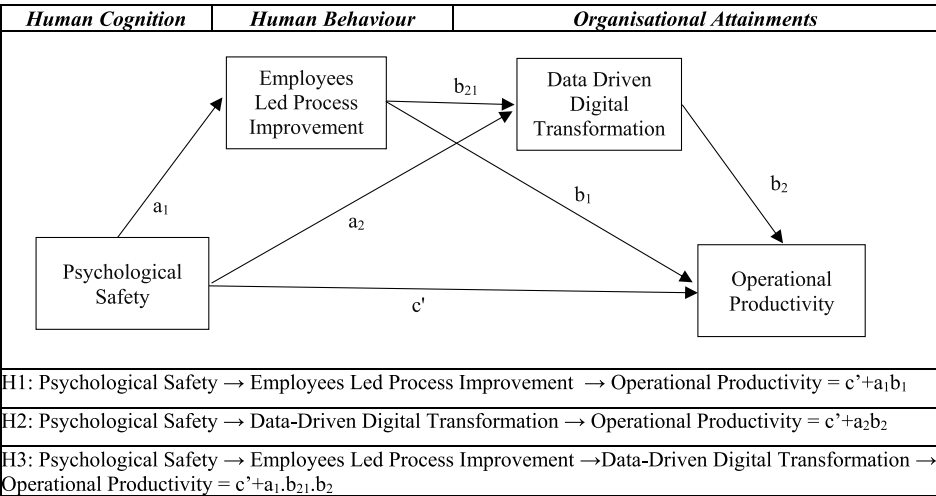 Human Cognition
Human Behaviour
Organisational Attainments
Employees
Led Process
Improvement
Data Driven
Digital
Transformation
b₂₁
a₁
a₂
b₁
b₂
Psychological
Safety
Operational
Productivity
c'
H1: Psychological Safety → Employees Led Process Improvement → Operational Productivity = c’+a₁b₁
H2: Psychological Safety → Data-Driven Digital Transformation → Operational Productivity = c’+a₂b₂
H3: Psychological Safety → Employees Led Process Improvement →Data-Driven Digital Transformation →
Operational Productivity = c’+a₁.b₂₁.b₂